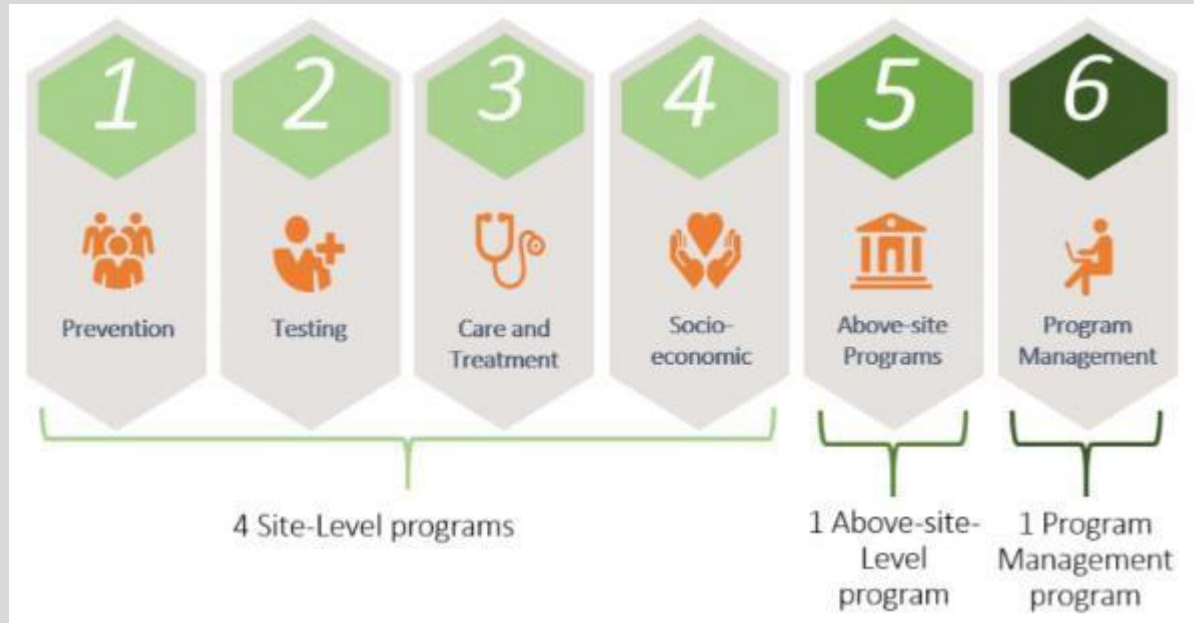 1
2
3
4
5
6
Prevention
Testing
Care and
Treatment
Socio-
economic
Above-site
Programs
Program
Management
4 Site-Level programs
1 Above-site-
Level
program
1 Program
Management
program